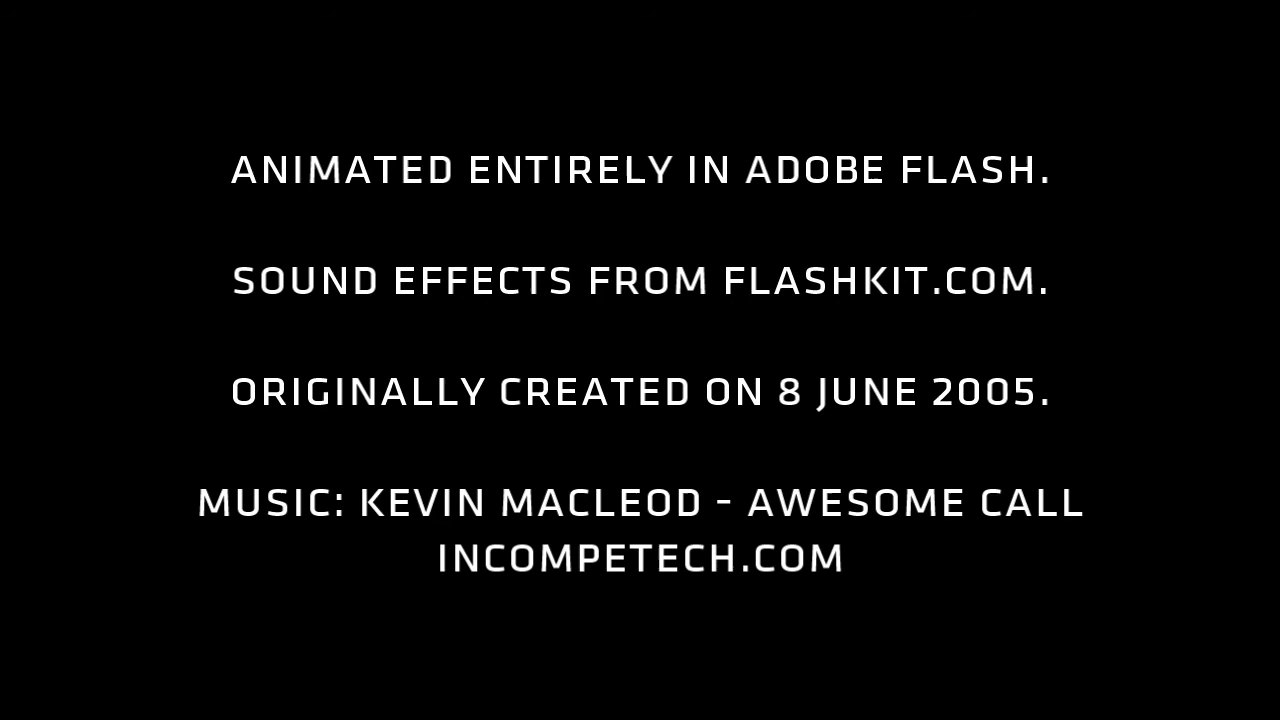 ANIMATED ENTIRELY IN ADOBE FLASH.
SOUND EFFECTS FROM FLASHKIT.COM.
ORIGINALLY CREATED ON 8 JUNE 2005.
MUSIC: KEVIN MACLEOD - AWESOME CALL
INCOMPETECH.COM